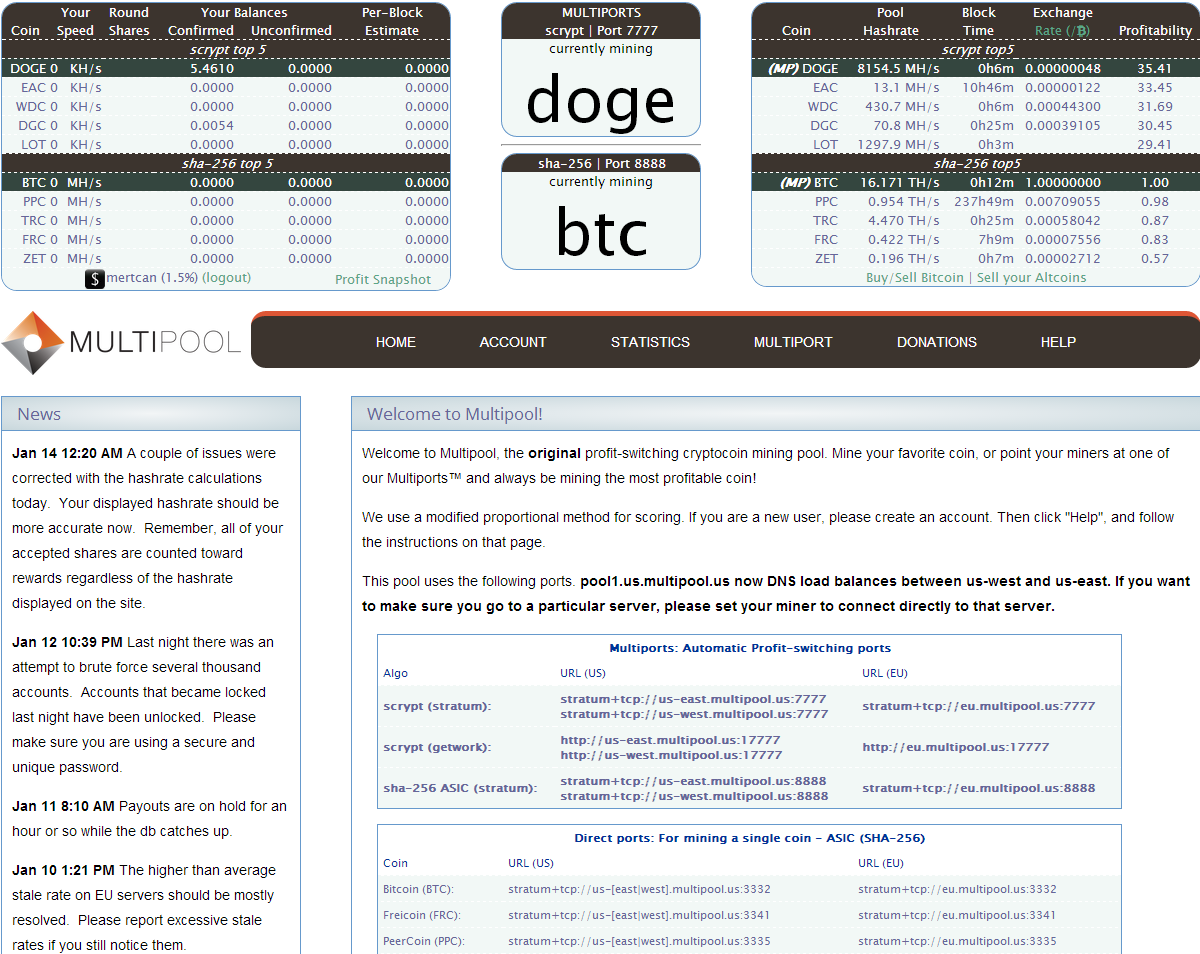 Your Round Your Balances Per-Block
Coin Speed Shares Confirmed Unconfirmed Estimate
scrypt top 5
DOGE 0 KH/s 5.4610 0.0000 0.0000
EAC 0 KH/s 0.0000 0.0000 0.0000
WDC 0 KH/s 0.0000 0.0000 0.0000
DGC 0 KH/s 0.0054 0.0000 0.0000
LOT 0 KH/s 0.0000 0.0000 0.0000
sha-256 top 5
BTC 0 MH/s 0.0000 0.0000 0.0000
PPC 0 MH/s 0.0000 0.0000 0.0000
TRC 0 MH/s 0.0000 0.0000 0.0000
FRC 0 MH/s 0.0000 0.0000 0.0000
ZET 0 MH/s 0.0000 0.0000 0.0000
$ mertcan (1.5%) (logout) Profit Snapshot
MULTIPORTS
scrypt | Port 7777
currently mining
doge
sha-256 | Port 8888
currently mining
btc
Pool Block Exchange
Coin Hashrate Time Rate (/₿) Profitability
scrypt top5
(MP) DOGE 8154.5 MH/s 0h6m 0.00000048 35.41
EAC 13.1 MH/s 10h46m 0.00000122 33.45
WDC 430.7 MH/s 0h6m 0.00044300 31.69
DGC 70.8 MH/s 0h25m 0.00039105 30.45
LOT 1297.9 MH/s 0h3m 29.41
sha-256 top5
(MP) BTC 16.171 TH/s 0h12m 1.00000000 1.00
PPC 0.954 TH/s 237h49m 0.00709055 0.98
TRC 4.470 TH/s 0h25m 0.00058042 0.87
FRC 0.422 TH/s 7h9m 0.00007556 0.83
ZET 0.196 TH/s 0h7m 0.00002712 0.57
Buy/Sell Bitcoin | Sell your Altcoins
MULTIPOOL
HOME ACCOUNT STATISTICS MULTIPORT DONATIONS HELP
News
Jan 14 12:20 AM A couple of issues were
corrected with the hashrate calculations
today. Your displayed hashrate should be
more accurate now. Remember, all of your
accepted shares are counted toward
rewards regardless of the hashrate
displayed on the site.
Jan 12 10:39 PM Last night there was an
attempt to brute force several thousand
accounts. Accounts that became locked
last night have been unlocked. Please
make sure you are using a secure and
unique password.
Jan 11 8:10 AM Payouts are on hold for an
hour or so while the db catches up.
Jan 10 1:21 PM The higher than average
stale rate on EU servers should be mostly
resolved. Please report excessive stale
rates if you still notice them.
Welcome to Multipool!
Welcome to Multipool, the original profit-switching cryptocoin mining pool. Mine your favorite coin, or point your miners at one of
our Multiports™ and always be mining the most profitable coin!
We use a modified proportional method for scoring. If you are a new user, please create an account. Then click "Help", and follow
the instructions on that page.
This pool uses the following ports. pool1.us.multipool.us now DNS load balances between us-west and us-east. If you want
to make sure you go to a particular server, please set your miner to connect directly to that server.
Multiports: Automatic Profit-switching ports
Algo URL (US) URL (EU)
scrypt (stratum): stratum+tcp://us-east.multipool.us:7777 stratum+tcp://eu.multipool.us:7777
stratum+tcp://us-west.multipool.us:7777
scrypt (getwork): http://us-east.multipool.us:17777 http://eu.multipool.us:17777
http://us-west.multipool.us:17777
sha-256 ASIC (stratum): stratum+tcp://us-east.multipool.us:8888 stratum+tcp://eu.multipool.us:8888
stratum+tcp://us-west.multipool.us:8888
Direct ports: For mining a single coin - ASIC (SHA-256)
Coin URL (US) URL (EU)
Bitcoin (BTC): stratum+tcp://us-[east|west].multipool.us:3332 stratum+tcp://eu.multipool.us:3332
Freicoin (FRC): stratum+tcp://us-[east|west].multipool.us:3341 stratum+tcp://eu.multipool.us:3341
PeerCoin (PPC): stratum+tcp://us-[east|west].multipool.us:3335 stratum+tcp://eu.multipool.us:3335